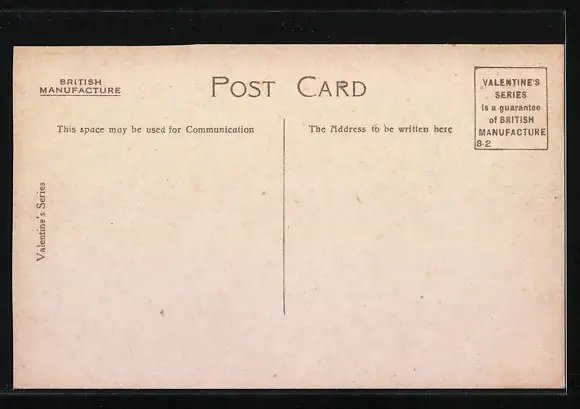 BRITISH
MANUFACTURE
POST CARD
VALENTINE'S
SERIES
is a guarantee
of BRITISH
MANUFACTURE
8-2
This space may be used for Communication
The Address to be written here
Valentine's Series